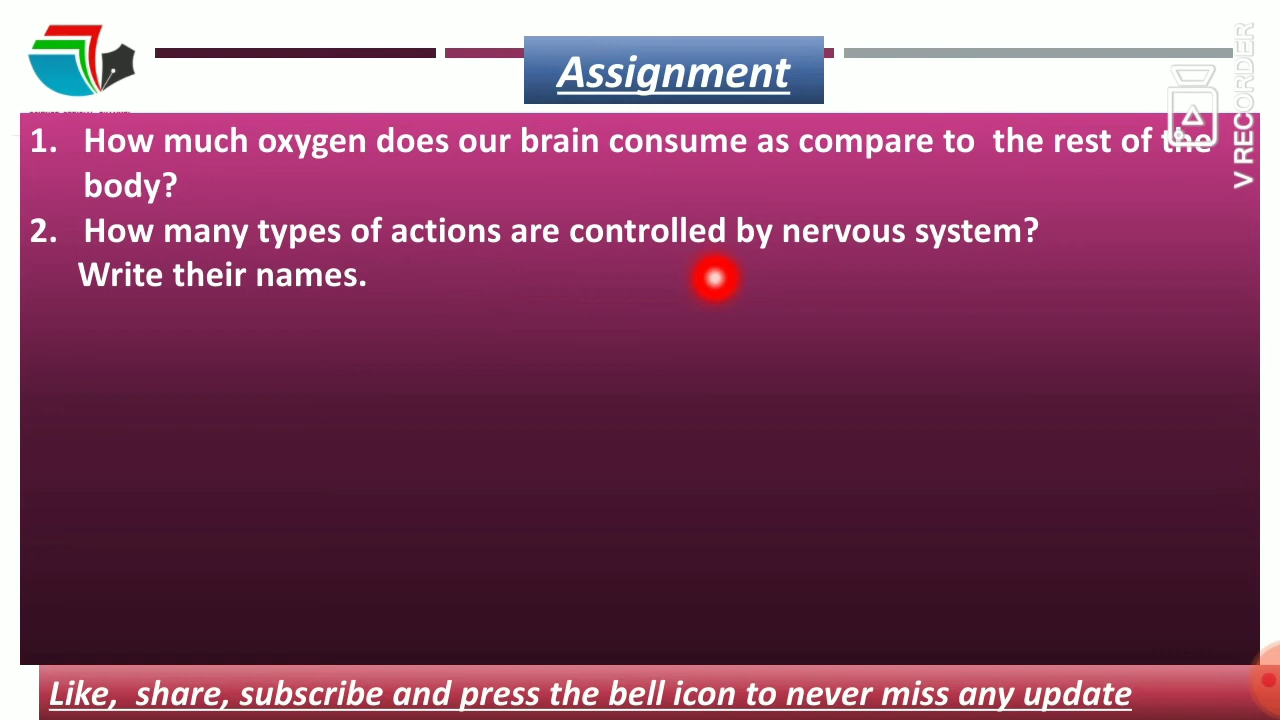 Assignment
V RECORDER
1. How much oxygen does our brain consume as compare to the rest of the
body?
2. How many types of actions are controlled by nervous system?
Write their names.
Like, share, subscribe and press the bell icon to never miss any update